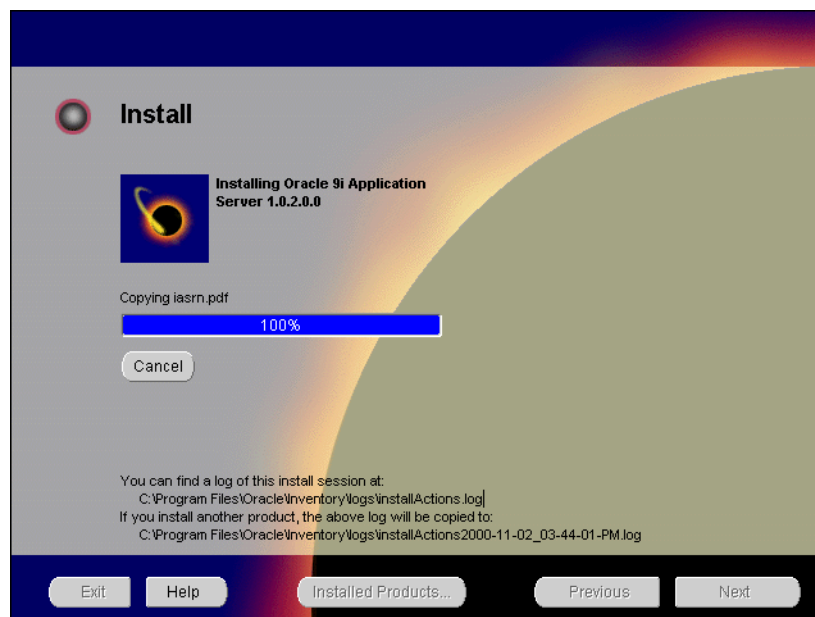 Install
Installing Oracle 9i Application
Server 1.0.2.0.0
Copying iasrn.pdf
100%
Cancel
You can find a log of this install session at:
C:\Program Files\Oracle\Inventory\logs\installActions.log
If you install another product, the above log will be copied to:
C:\Program Files\Oracle\Inventory\logs\installActions2000-11-02_03-44-01-PM.log
Exit
Help
Installed Products...
Previous
Next